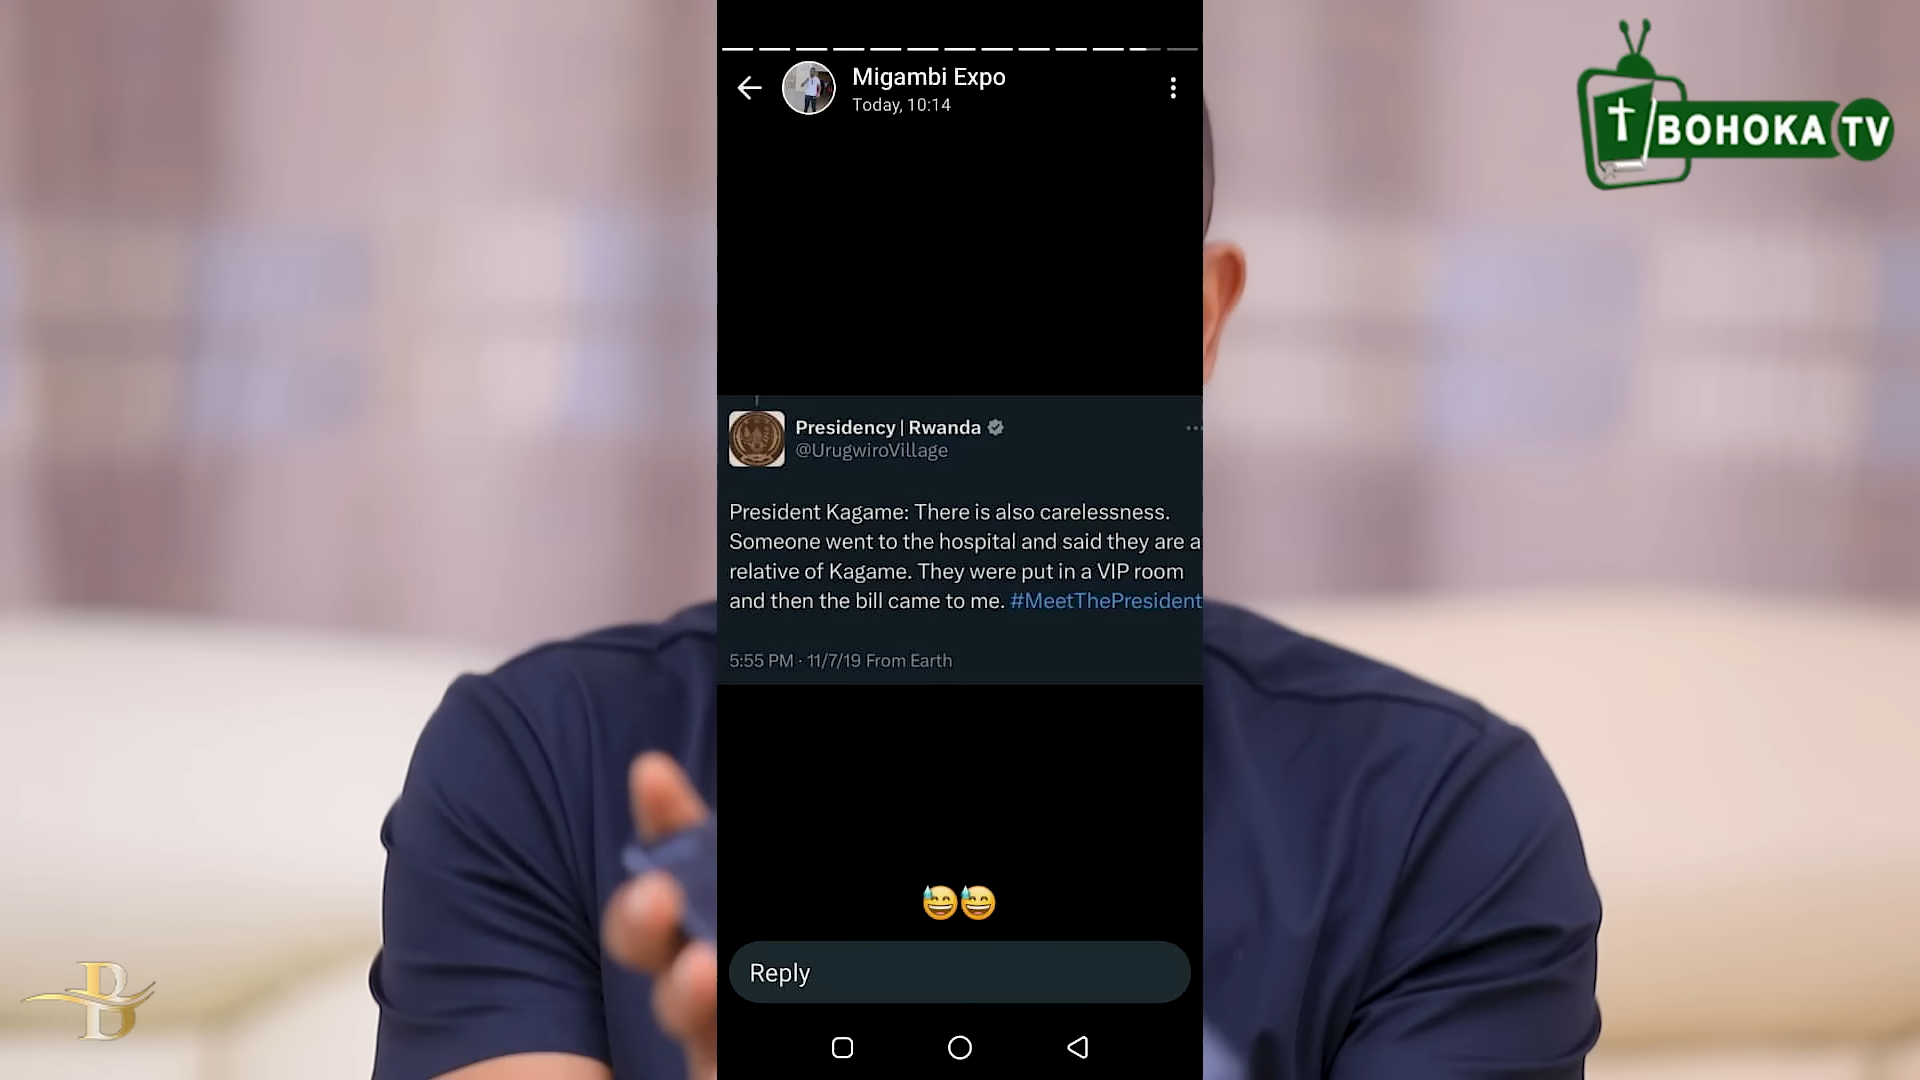 Migambi Expo
Today, 10:14
BOHOKA TV
Presidency | Rwanda
@UrugwiroVillage
President Kagame: There is also carelessness.
Someone went to the hospital and said they are a
relative of Kagame. They were put in a VIP room
and then the bill came to me. #MeetThePresident
5:55 PM · 11/7/19 From Earth
😅😅
Reply
B